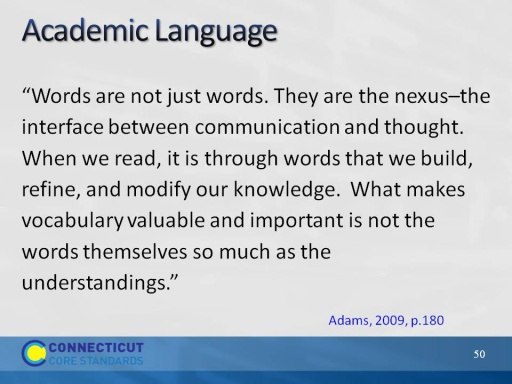 Academic Language
“Words are not just words. They are the nexus–the
interface between communication and thought.
When we read, it is through words that we build,
refine, and modify our knowledge.  What makes
vocabulary valuable and important is not the
words themselves so much as the
understandings.”
Adams, 2009, p.180
CONNECTICUT
CORE STANDARDS
50